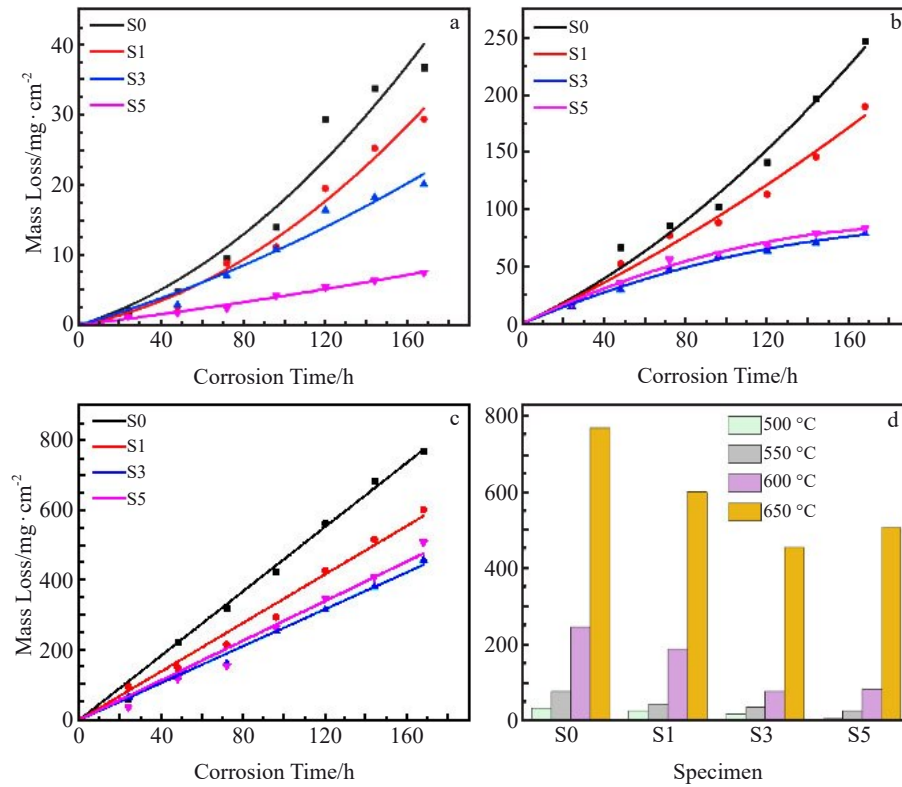 a
S0
S1
S3
S5
40
30
20
10
0
Mass Loss/mg·cm⁻²
0 40 80 120 160
Corrosion Time/h
b
S0
S1
S3
S5
250
200
150
100
50
0
0 40 80 120 160
Corrosion Time/h
c
S0
S1
S3
S5
800
600
400
200
0
Mass Loss/mg·cm⁻²
0 40 80 120 160
Corrosion Time/h
d
500 °C
550 °C
600 °C
650 °C
800
600
400
200
0
S0 S1 S3 S5
Specimen